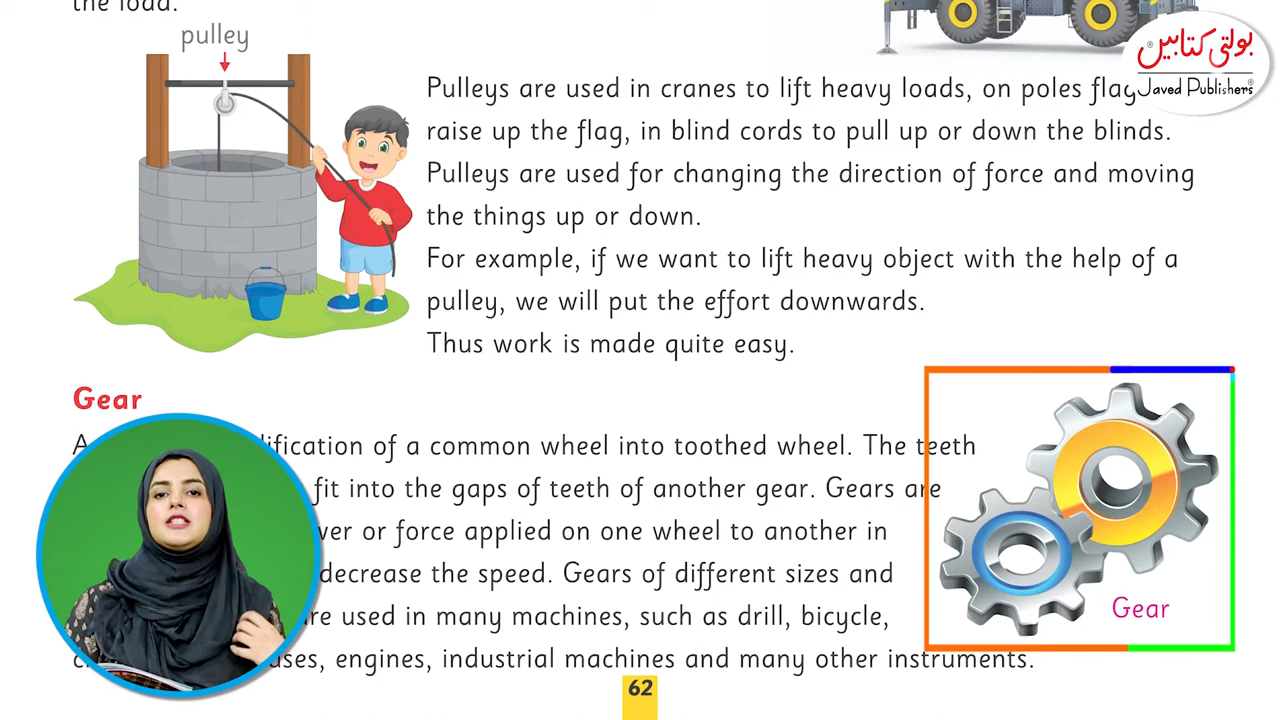 the load.
pulley
بولتی کتابیں
Javed Publishers
Pulleys are used in cranes to lift heavy loads, on poles flag
raise up the flag, in blind cords to pull up or down the blinds.
Pulleys are used for changing the direction of force and moving
the things up or down.
For example, if we want to lift heavy object with the help of a
pulley, we will put the effort downwards.
Thus work is made quite easy.
Gear
A of a common wheel into toothed wheel. The teeth
fit into the gaps of teeth of another gear. Gears are
or force applied on one wheel to another in
decrease the speed. Gears of different sizes and
are used in many machines, such as drill, bicycle,
engines, industrial machines and many other instruments.
Gear
62